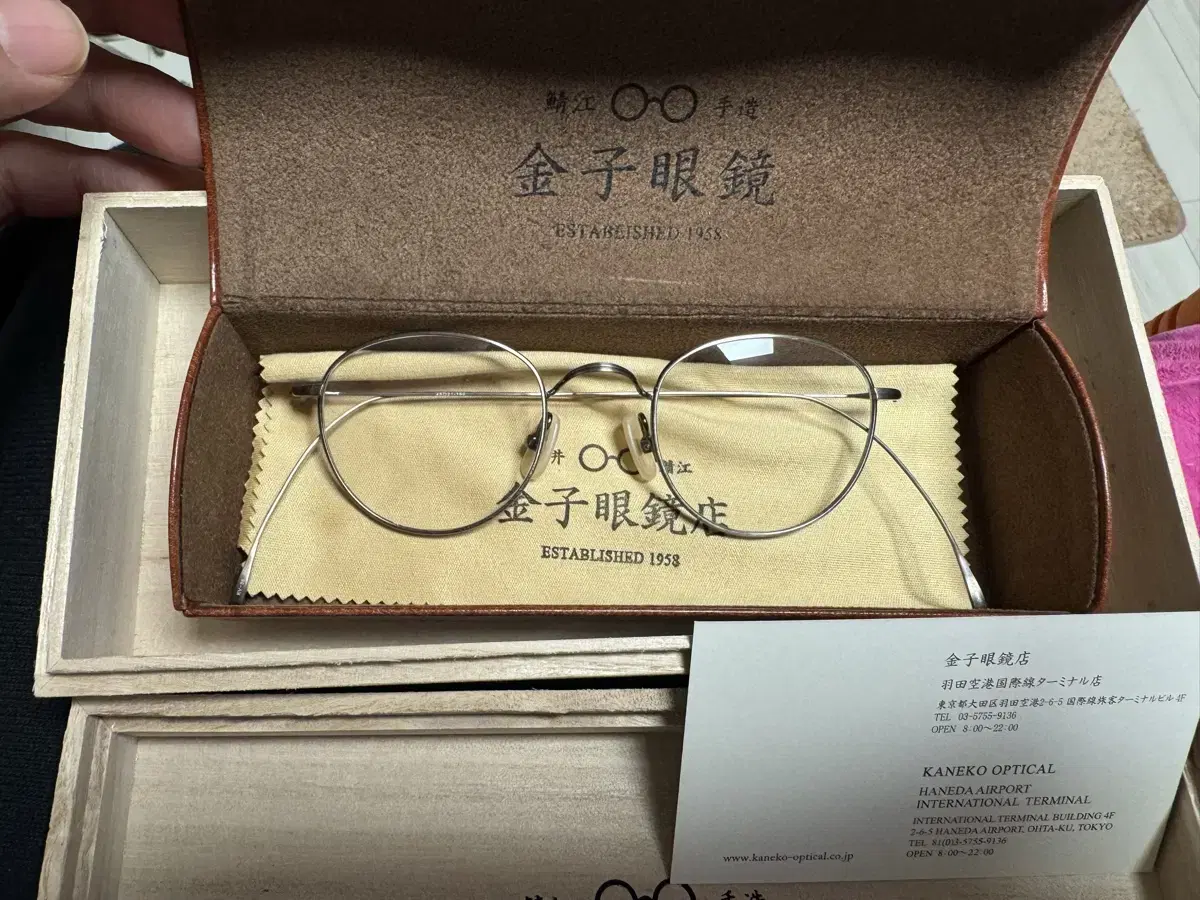 鯖江 手造
金子眼鏡
ESTABLISHED 1958
井 鯖江
金子眼鏡店
ESTABLISHED 1958
金子眼鏡店
羽田空港国際線ターミナル店
東京都大田区羽田空港2-6-5 国際線旅客ターミナルビル 4F
TEL 03-5755-9136
OPEN 8:00〜22:00
KANEKO OPTICAL
HANEDA AIRPORT
INTERNATIONAL TERMINAL
INTERNATIONAL TERMINAL BUILDING 4F
2-6-5 HANEDA AIRPORT, OHTA-KU, TOKYO
TEL 81(0)3-5755-9136
OPEN 8:00〜22:00
www.kaneko-optical.co.jp
鯖江 手造